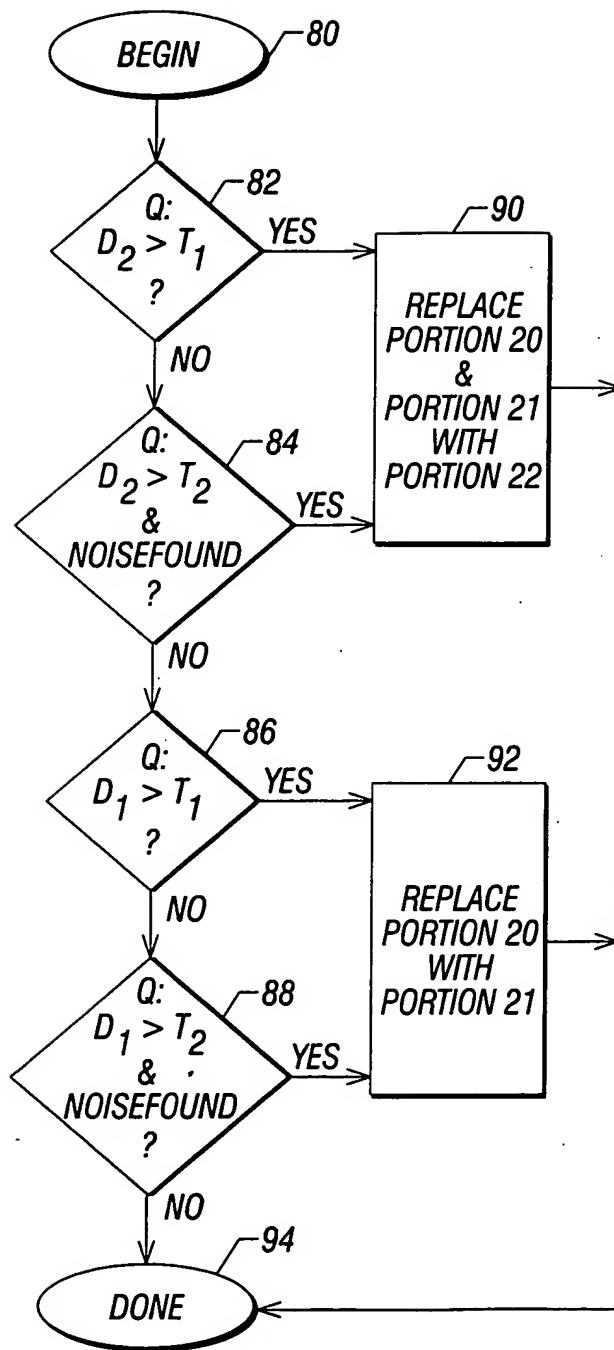 BEGIN
80
82
Q:
D2 > T1
?
YES
NO
90
REPLACE
PORTION 20
&
PORTION 21
WITH
PORTION 22
84
Q:
D2 > T2
&
NOISEFOUND
?
YES
NO
86
Q:
D1 > T1
?
YES
NO
92
REPLACE
PORTION 20
WITH
PORTION 21
88
Q:
D1 > T2
&
NOISEFOUND
?
YES
NO
94
DONE